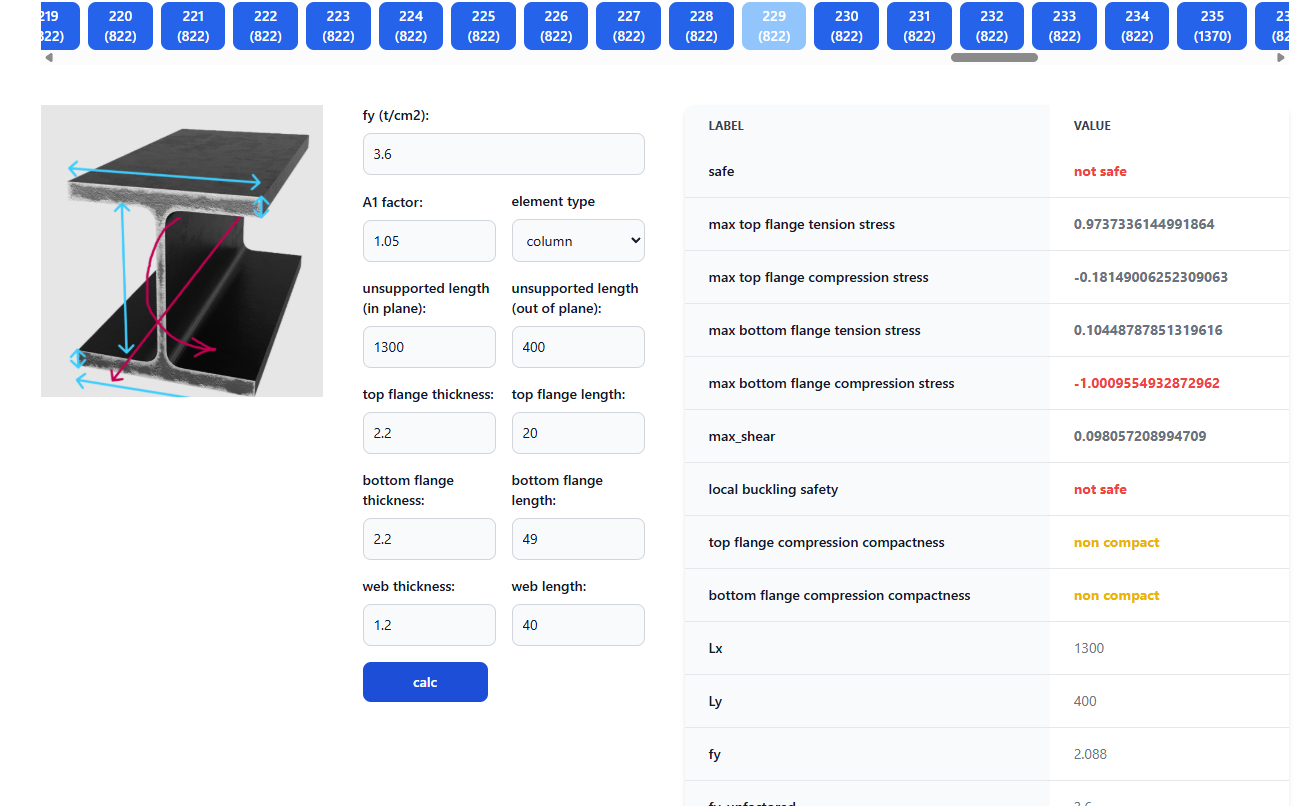 219 220 221 222 223 224 225 226 227 228 229 230 231 232 233 234 235
(822) (822) (822) (822) (822) (822) (822) (822) (822) (822) (822) (822) (822) (822) (822) (1370)
fy (t/cm2):
3.6
A1 factor:
1.05
element type
column
unsupported length
(in plane):
1300
unsupported length
(out of plane):
400
top flange thickness:
2.2
top flange length:
20
bottom flange
thickness:
2.2
bottom flange
length:
49
web thickness:
1.2
web length:
40
calc
LABEL VALUE
safe not safe
max top flange tension stress 0.9737336144991864
max top flange compression stress -0.18149006252309063
max bottom flange tension stress 0.10448787851319616
max bottom flange compression stress -1.0009554932872962
max_shear 0.098057208994709
local buckling safety not safe
top flange compression compactness non compact
bottom flange compression compactness non compact
Lx 1300
Ly 400
fy 2.088